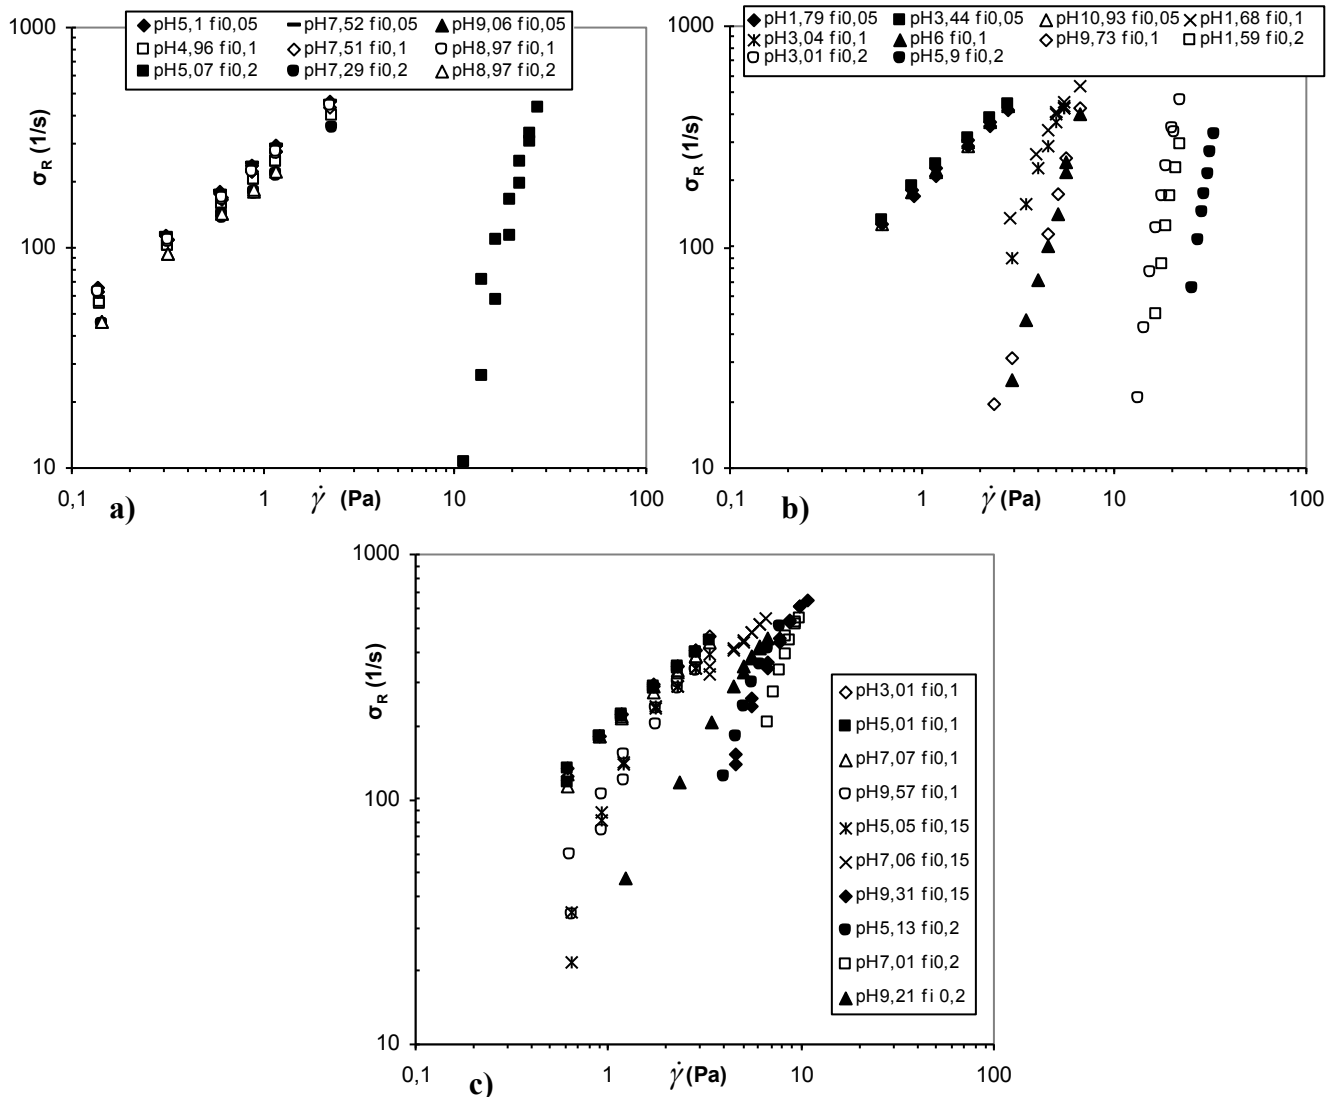 1000
pH5,1 fi0,05 pH7,52 fi0,05 pH9,06 fi0,05
pH4,96 fi0,1 pH7,51 fi0,1 pH8,97 fi0,1
pH5,07 fi0,2 pH7,29 fi0,2 pH8,97 fi0,2
σR (1/s)
100
10
0,1 1 10 100
γ̇ (Pa)
a)
1000
pH1,79 fi0,05 pH3,44 fi0,05 pH10,93 fi0,05 pH1,68 fi0,1
pH3,04 fi0,1 pH6 fi0,1 pH9,73 fi0,1 pH1,59 fi0,2
pH3,01 fi0,2 pH5,9 fi0,2
σR (1/s)
100
10
0,1 1 10 100
γ̇ (Pa)
b)
1000
σR (1/s)
100
10
pH3,01 fi0,1
pH5,01 fi0,1
pH7,07 fi0,1
pH9,57 fi0,1
pH5,05 fi0,15
pH7,06 fi0,15
pH9,31 fi0,15
pH5,13 fi0,2
pH7,01 fi0,2
pH9,21 fi 0,2
0,1 1 10 100
γ̇ (Pa)
c)